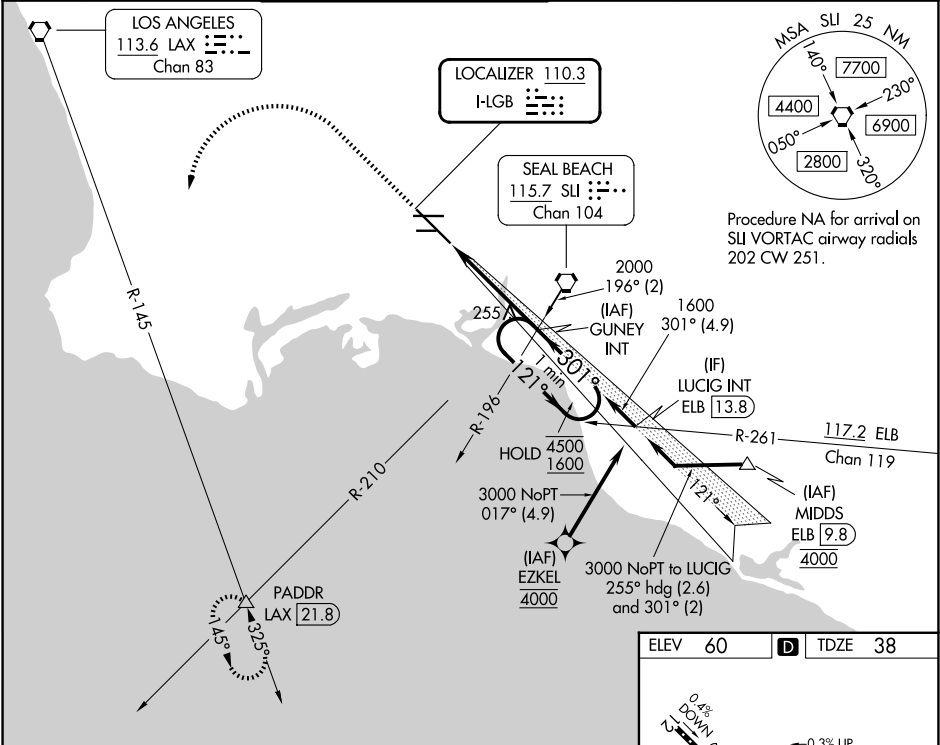 LOS ANGELES
113.6 LAX
Chan 83
LOCALIZER 110.3
I-LGB
SEAL BEACH
115.7 SLI
Chan 104
MSA SLI 25 NM
140°
7700
230°
4400
6900
050°
2800
320°
Procedure NA for arrival on
SLI VORTAC airway radials
202 CW 251.
R-145
2000
196° (2)
(IAF)
GUNEY
INT
1600
301° (4.9)
255
301°
1 min
121°
(IF)
LUCIG INT
ELB 13.8
R-196
HOLD 4500
1600
R-261
117.2 ELB
Chan 119
R-210
3000 NoPT
017° (4.9)
121°
(IAF)
MIDDS
ELB 9.8
4000
(IAF)
EZKEL
4000
3000 NoPT to LUCIG
255° hdg (2.6)
and 301° (2)
PADDR
LAX 21.8
145°
325°
ELEV 60
D
TDZE 38
0.4%
DOWN
12
0.3% UP